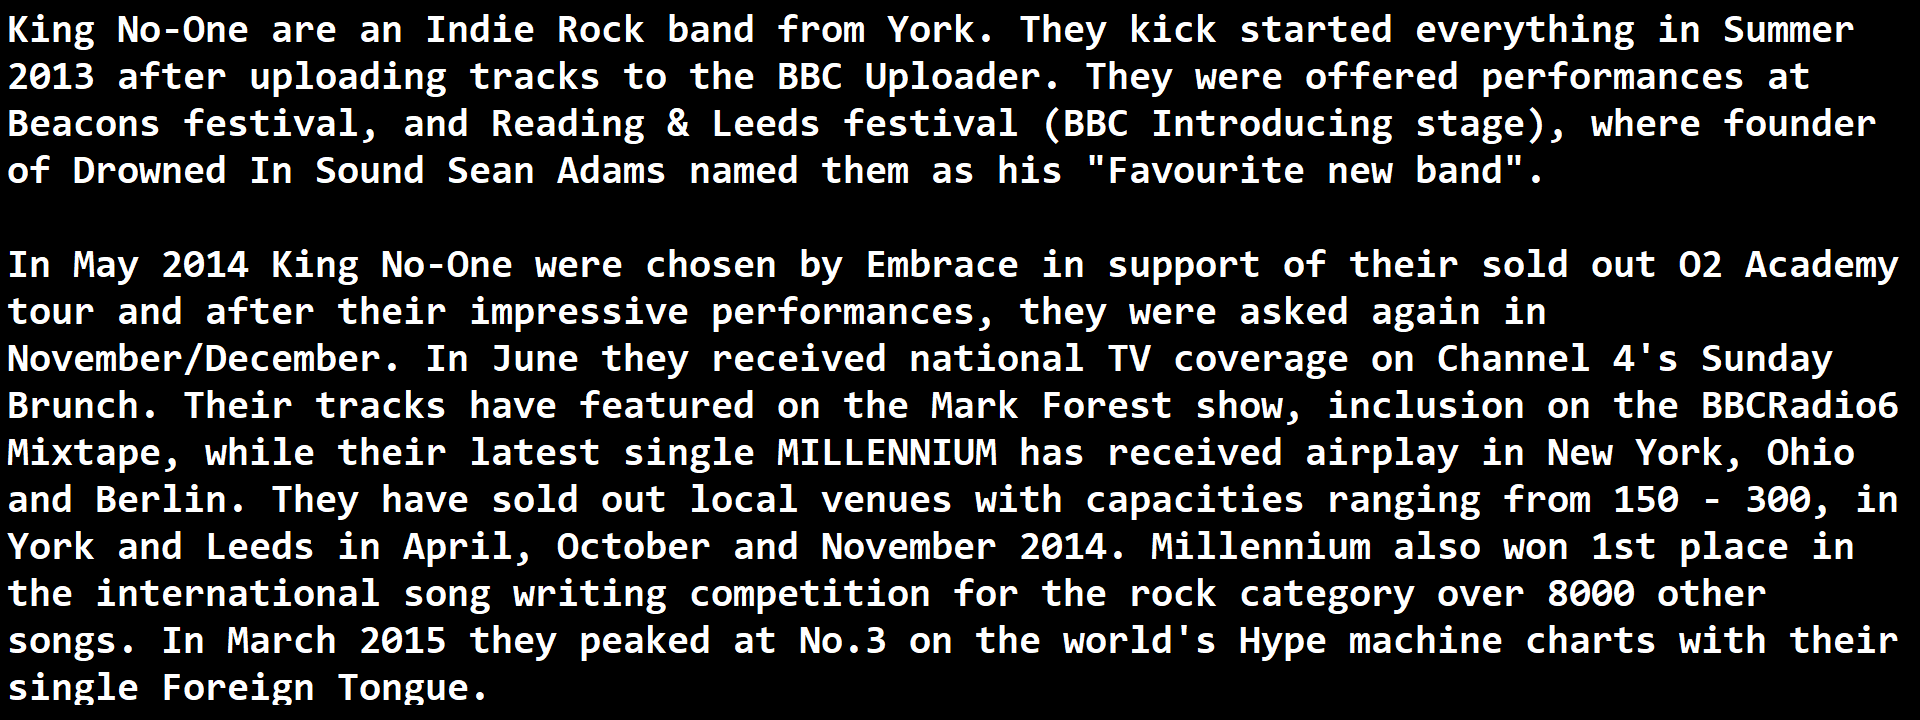 King No-One are an Indie Rock band from York. They kick started everything in Summer
2013 after uploading tracks to the BBC Uploader. They were offered performances at
Beacons festival, and Reading & Leeds festival (BBC Introducing stage), where founder
of Drowned In Sound Sean Adams named them as his "Favourite new band".

In May 2014 King No-One were chosen by Embrace in support of their sold out O2 Academy
tour and after their impressive performances, they were asked again in
November/December. In June they received national TV coverage on Channel 4's Sunday
Brunch. Their tracks have featured on the Mark Forest show, inclusion on the BBCRadio6
Mixtape, while their latest single MILLENNIUM has received airplay in New York, Ohio
and Berlin. They have sold out local venues with capacities ranging from 150 - 300, in
York and Leeds in April, October and November 2014. Millennium also won 1st place in
the international song writing competition for the rock category over 8000 other
songs. In March 2015 they peaked at No.3 on the world's Hype machine charts with their
single Foreign Tongue.